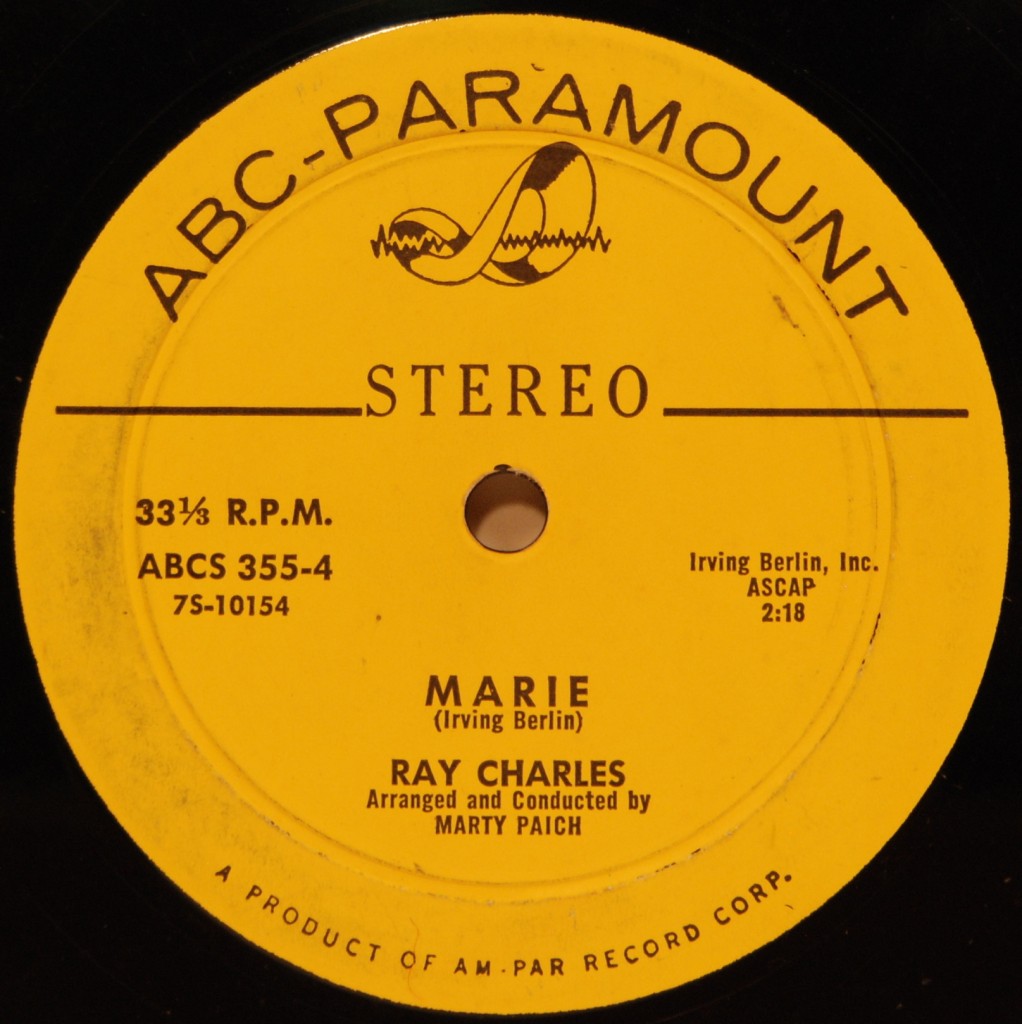 ABC-PARAMOUNT
STEREO
33⅓ R.P.M.
ABCS 355-4
7S-10154
Irving Berlin, Inc.
ASCAP
2:18
MARIE
(Irving Berlin)
RAY CHARLES
Arranged and Conducted by
MARTY PAICH
A PRODUCT OF AM-PAR RECORD CORP.